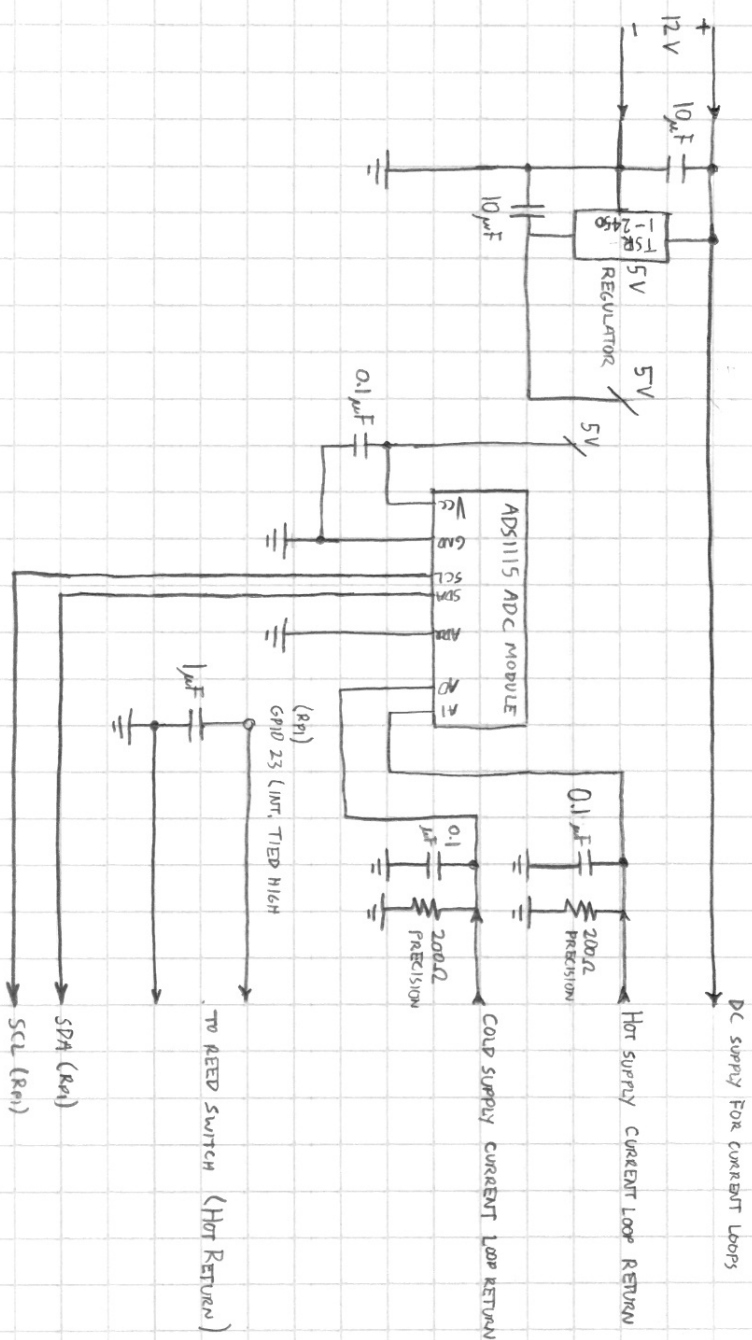 +
12V
-
10µF
TSR
1-2450
5V
REGULATOR
10µF
5V
5V
0.1µF
ADS1115 ADC MODULE
VCC
GND
SCL
SDA
ADR
A0
A1
0.1µF
200Ω
PRECISION
0.1
µF
200Ω
PRECISION
(RPI)
GPIO 23 (INT, TIED HIGH
1µF
DC SUPPLY FOR CURRENT LOOPS
HOT SUPPLY CURRENT LOOP RETURN
COLD SUPPLY CURRENT LOOP RETURN
TO REED SWITCH (HOT RETURN)
SDA (RPI)
SCL (RPI)